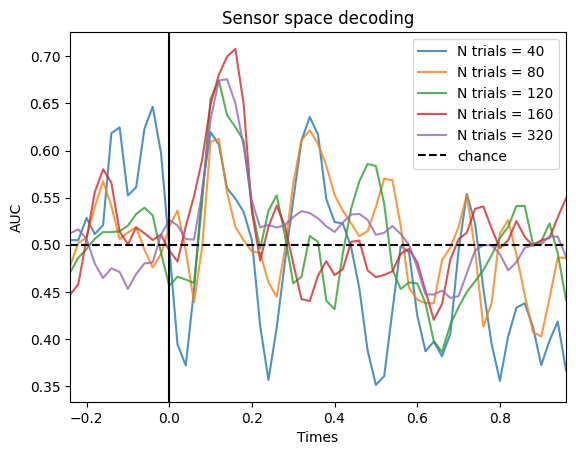 Sensor space decoding
AUC
0.70
0.65
0.60
0.55
0.50
0.45
0.40
0.35
N trials = 40
N trials = 80
N trials = 120
N trials = 160
N trials = 320
chance
−0.2
0.0
0.2
0.4
0.6
0.8
Times